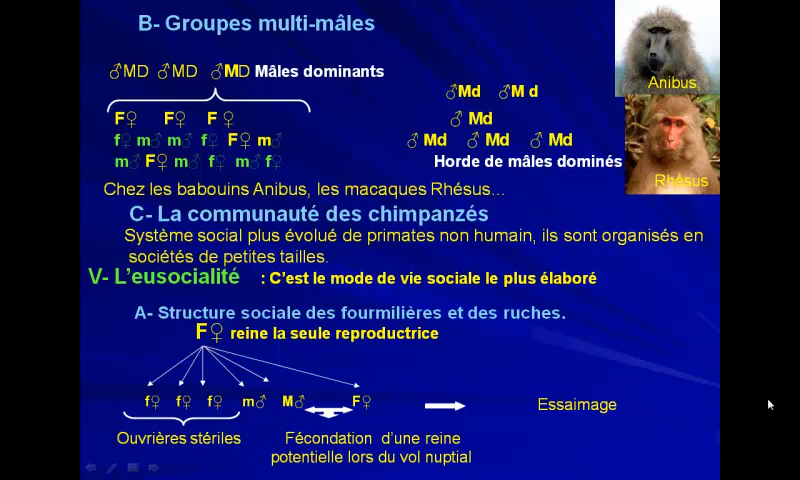 B- Groupes multi-mâles
♂MD ♂MD ♂MD Mâles dominants
♂Md ♂M d
Anibus,
F♀ F♀ F ♀
♂ Md
f♀ m♂ m♂ f♀ F♀ m♂
♂ Md ♂ Md ♂ Md
m♂ F♀ m♂ f♀ m♂ f♀
Horde de mâles dominés
Rhésus
Chez les babouins Anibus, les macaques Rhésus...
C- La communauté des chimpanzés
Système social plus évolué de primates non humain, ils sont organisés en
sociétés de petites tailles.
V- L'eusocialité : C'est le mode de vie sociale le plus élaboré
A- Structure sociale des fourmilières et des ruches.
F♀ reine la seule reproductrice
f♀ f♀ f♀ m♂ M♂ F♀ Essaimage
Ouvrières stériles
Fécondation d'une reine
potentielle lors du vol nuptial